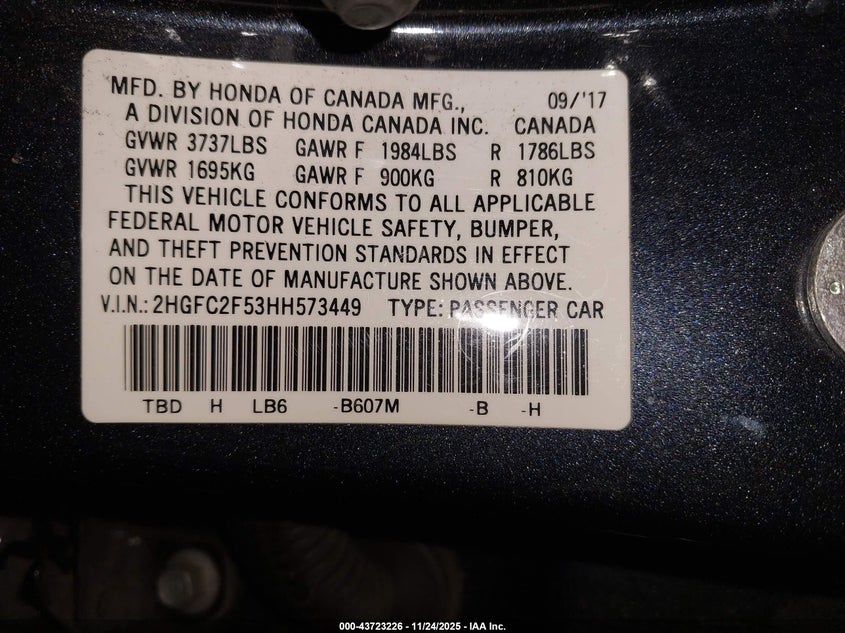 MFD. BY HONDA OF CANADA MFG., 09/'17
A DIVISION OF HONDA CANADA INC. CANADA
GVWR 3737LBS GAWR F 1984LBS R 1786LBS
GVWR 1695KG GAWR F 900KG R 810KG
THIS VEHICLE CONFORMS TO ALL APPLICABLE
FEDERAL MOTOR VEHICLE SAFETY, BUMPER,
AND THEFT PREVENTION STANDARDS IN EFFECT
ON THE DATE OF MANUFACTURE SHOWN ABOVE.
V.I.N.: 2HGFC2F53HH573449 TYPE: PASSENGER CAR
TBD H LB6 -B607M -B -H
000-43723226 - 11/24/2025 - IAA Inc.